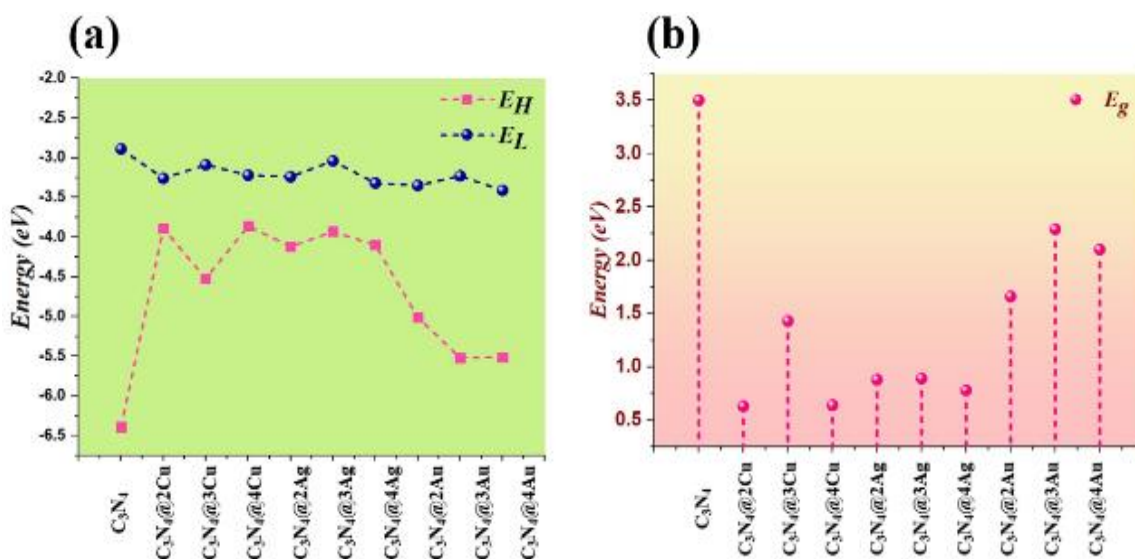 (a)
Energy (eV)
-2.0
-2.5
-3.0
-3.5
-4.0
-4.5
-5.0
-5.5
-6.0
-6.5
E_H
E_L
C₃N₄
C₃N₄@2Cu
C₃N₄@3Cu
C₃N₄@4Cu
C₃N₄@2Ag
C₃N₄@3Ag
C₃N₄@4Ag
C₃N₄@2Au
C₃N₄@3Au
C₃N₄@4Au
(b)
Energy (eV)
3.5
3.0
2.5
2.0
1.5
1.0
0.5
E_g
C₃N₄
C₃N₄@2Cu
C₃N₄@3Cu
C₃N₄@4Cu
C₃N₄@2Ag
C₃N₄@3Ag
C₃N₄@4Ag
C₃N₄@2Au
C₃N₄@3Au
C₃N₄@4Au